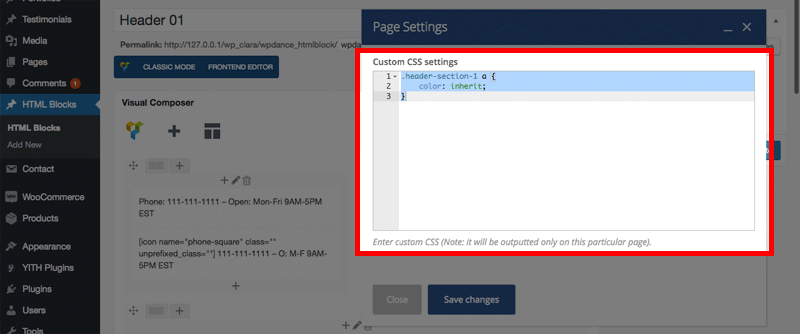 Portfolios
Testimonials
Media
Pages
Comments 1
HTML Blocks
HTML Blocks
Add New
Contact
WooCommerce
Products
Appearance
YITH Plugins
Plugins
Users
Tools
Header 01
Permalink: http://127.0.0.1/wp_clara/wpdance_htmlblock/
CLASSIC MODE FRONTEND EDITOR
Visual Composer
Phone: 111-111-1111 – Open: Mon-Fri 9AM-5PM
EST
[icon name="phone-square" class=""
unprefixed_class=""] 111-111-1111 – O: M-F 9AM-
5PM EST
Page Settings
Custom CSS settings
1 .header-section-1 a {
2 color: inherit;
3 }
Enter custom CSS (Note: it will be outputted only on this particular page).
Close Save changes